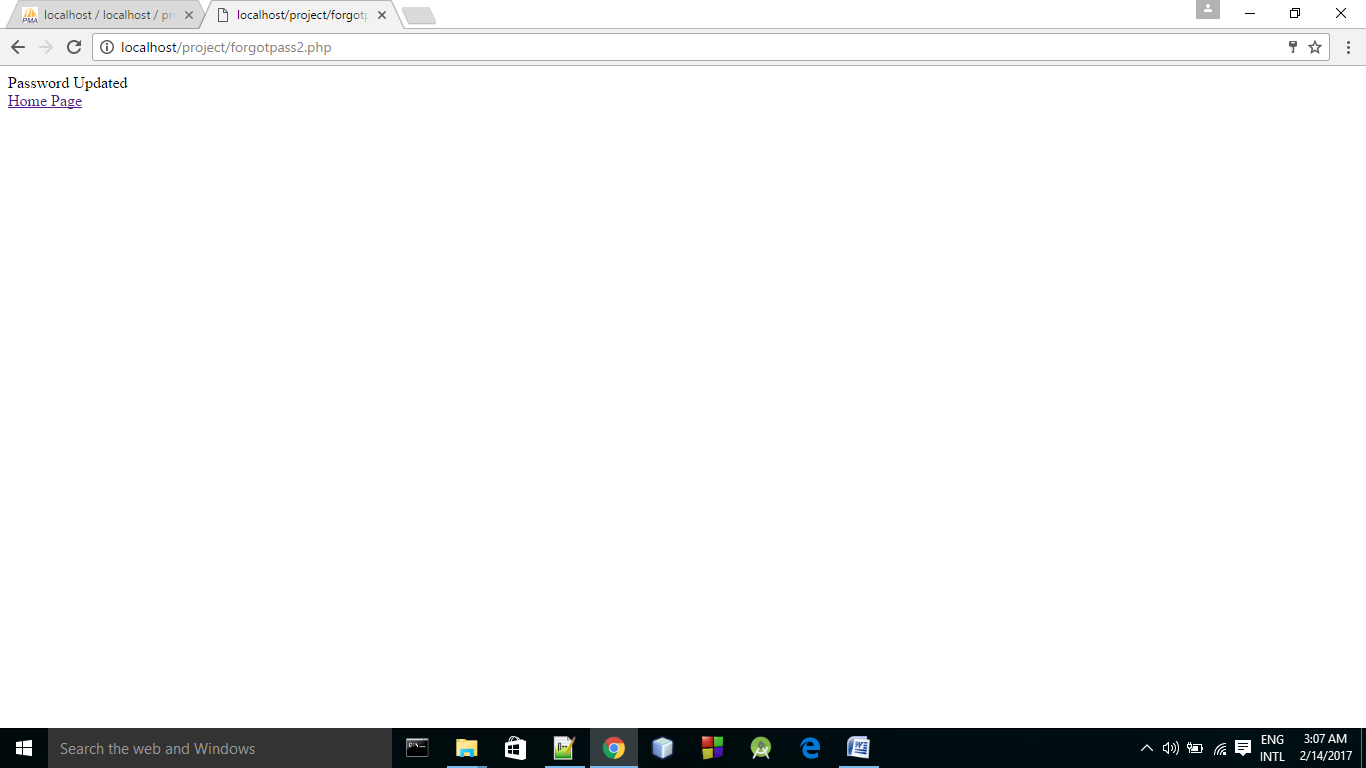 localhost / localhost / pr
localhost/project/forgotp
localhost/project/forgotpass2.php
Password Updated
Home Page
Search the web and Windows
ENG
INTL
3:07 AM
2/14/2017